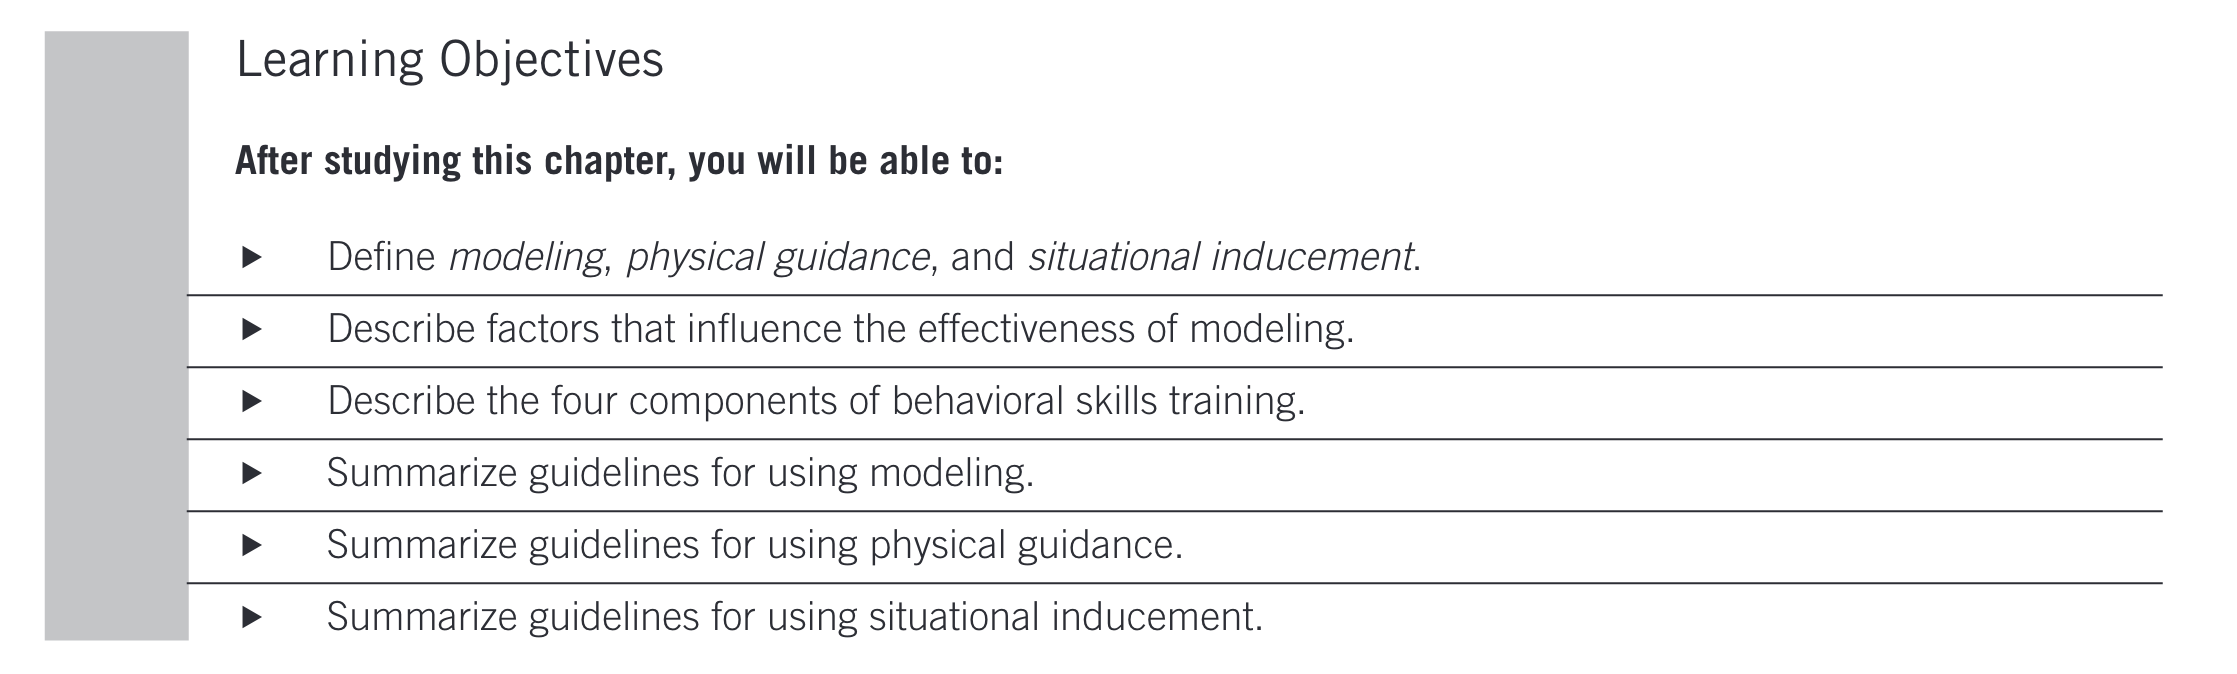 Learning Objectives
After studying this chapter, you will be able to:
▶ Define modeling, physical guidance, and situational inducement.
▶ Describe factors that influence the effectiveness of modeling.
▶ Describe the four components of behavioral skills training.
▶ Summarize guidelines for using modeling.
▶ Summarize guidelines for using physical guidance.
▶ Summarize guidelines for using situational inducement.